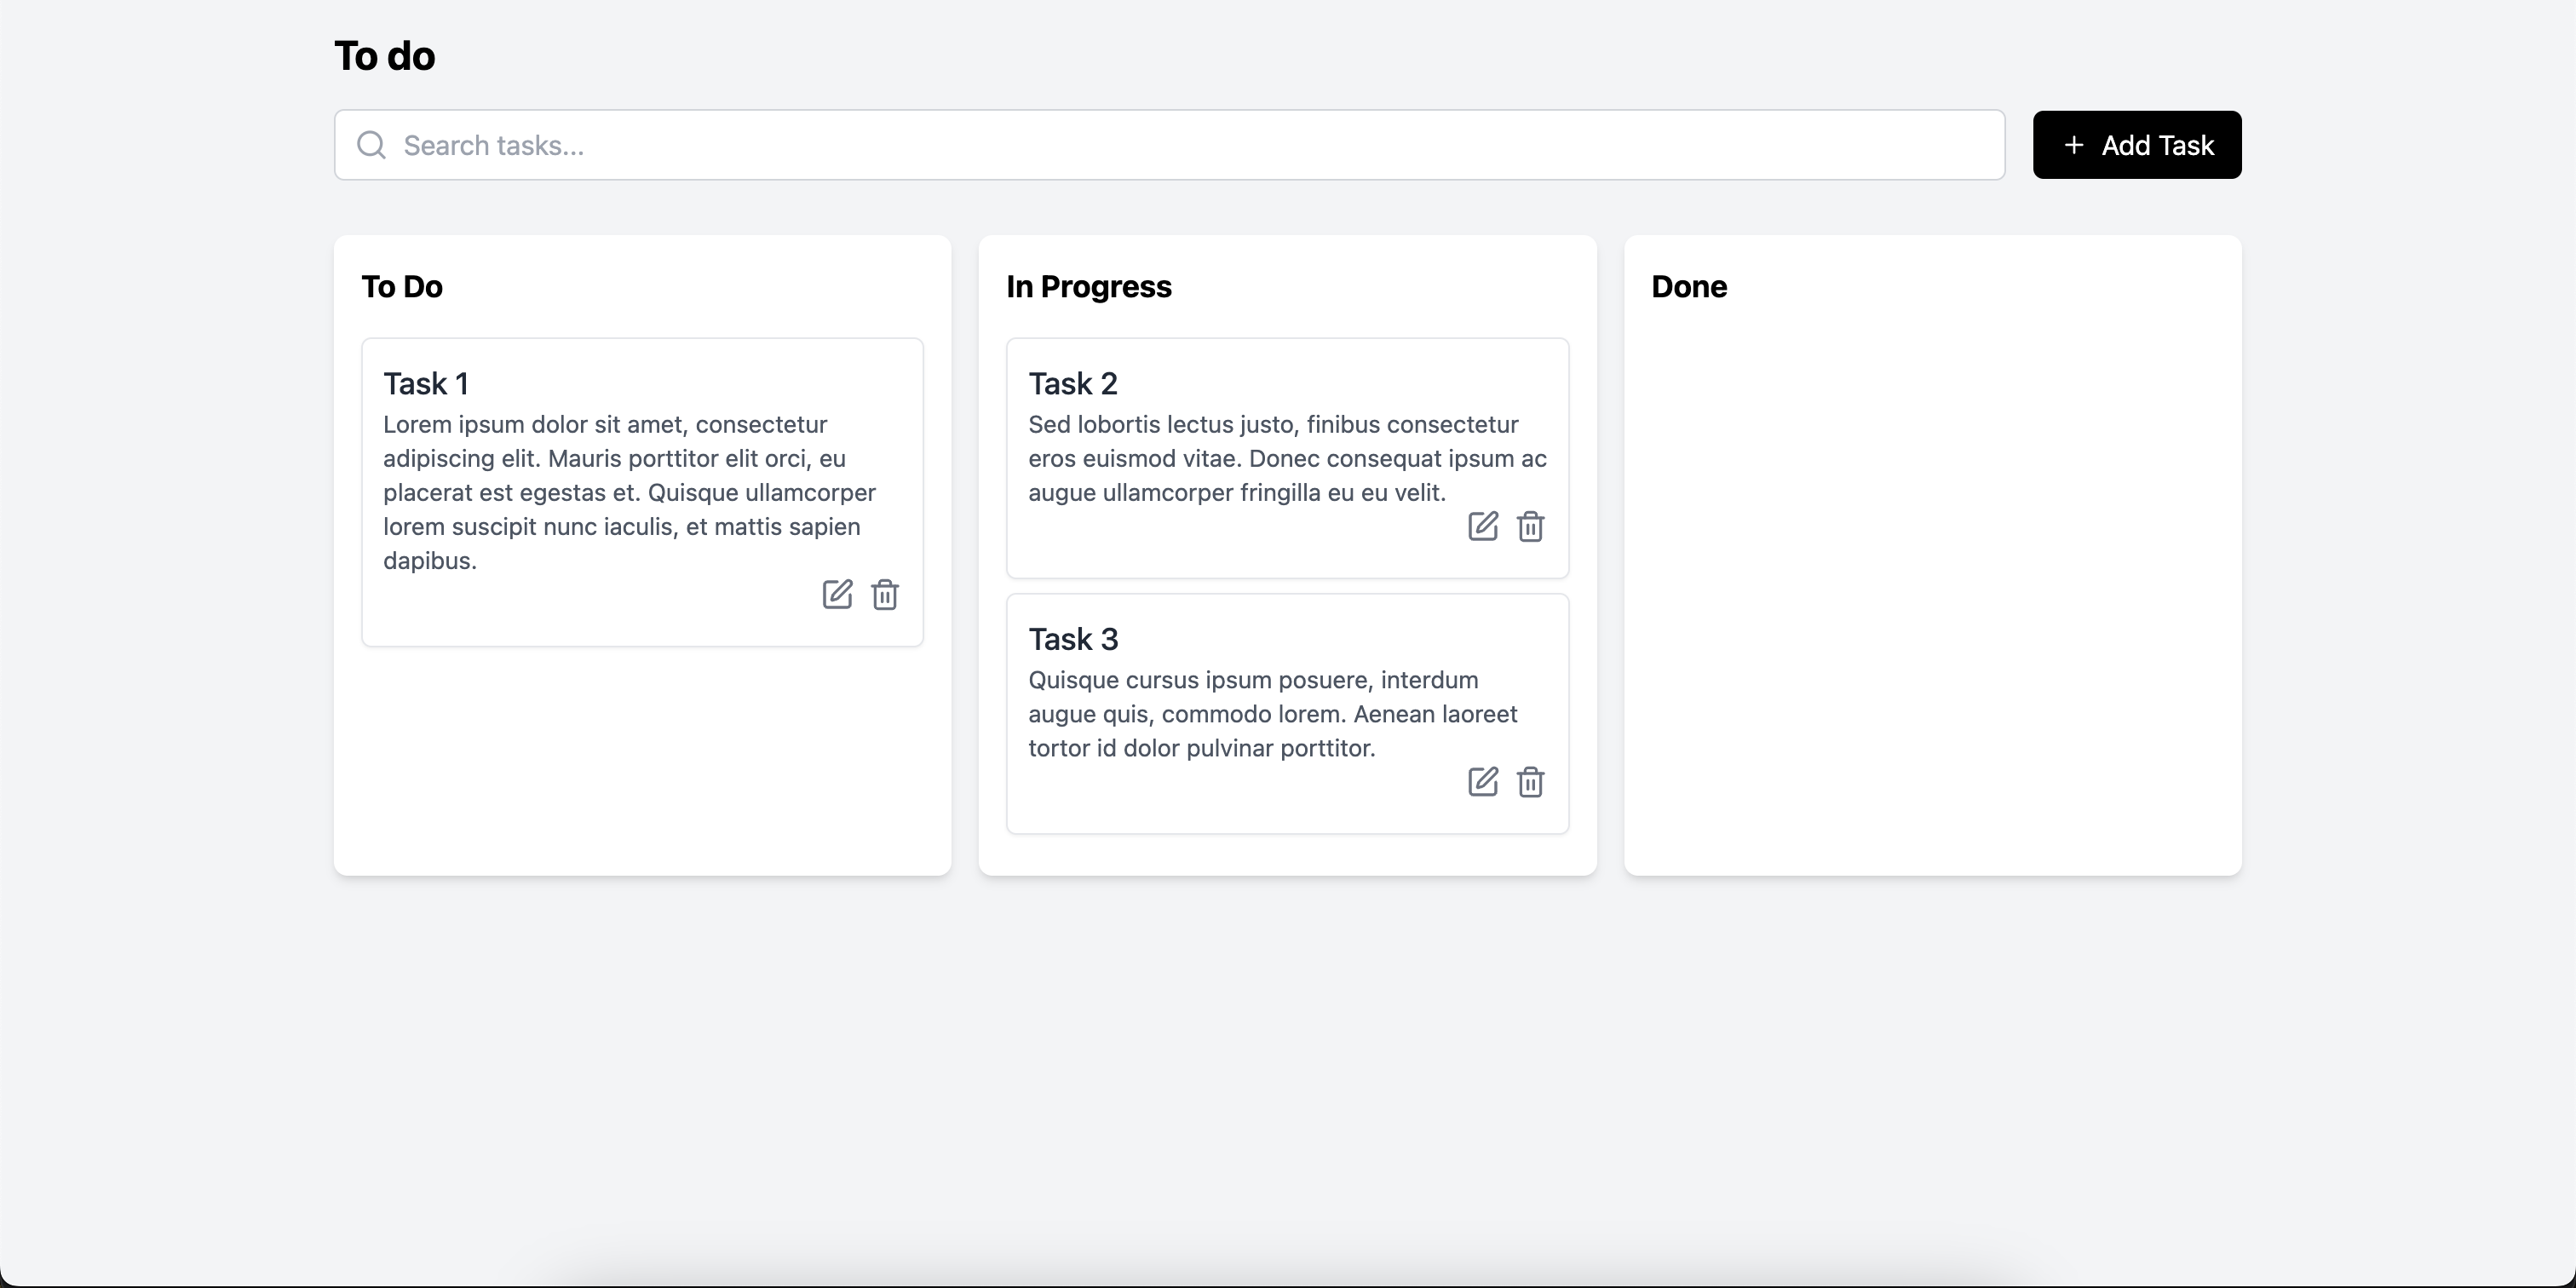 To do
Search tasks...
+ Add Task
To Do
Task 1
Lorem ipsum dolor sit amet, consectetur
adipiscing elit. Mauris porttitor elit orci, eu
placerat est egestas et. Quisque ullamcorper
lorem suscipit nunc iaculis, et mattis sapien
dapibus.
In Progress
Task 2
Sed lobortis lectus justo, finibus consectetur
eros euismod vitae. Donec consequat ipsum ac
augue ullamcorper fringilla eu eu velit.
Task 3
Quisque cursus ipsum posuere, interdum
augue quis, commodo lorem. Aenean laoreet
tortor id dolor pulvinar porttitor.
Done